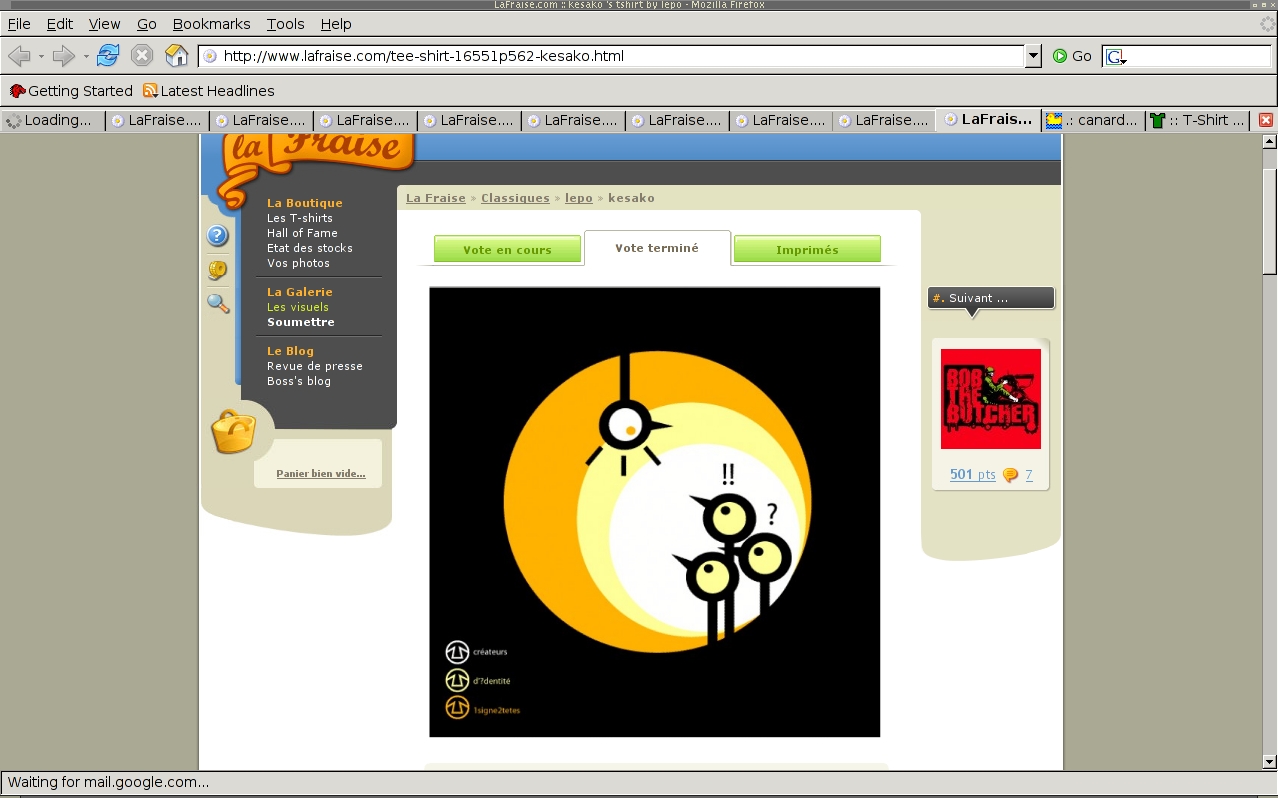 LaFraise.com :: kesako 's tshirt by lepo - Mozilla Firefox
File Edit View Go Bookmarks Tools Help
http://www.lafraise.com/tee-shirt-16551p562-kesako.html
Go
G
Getting Started Latest Headlines
Loading... LaFraise.... LaFraise.... LaFraise.... LaFraise.... LaFraise.... LaFraise.... LaFraise.... LaFraise.... LaFrais... .: canard... :: T-Shirt ...
la Fraise
La Boutique
Les T-shirts
Hall of Fame
Etat des stocks
Vos photos
La Galerie
Les visuels
Soumettre
Le Blog
Revue de presse
Boss's blog
Panier bien vide...
La Fraise » Classiques » lepo » kesako
Vote en cours
Vote terminé
Imprimés
!!
?
créateurs
d'?dentité
1signe2tetes
#. Suivant ...
BOB
THE
BUTCHER
501 pts 7
Waiting for mail.google.com...